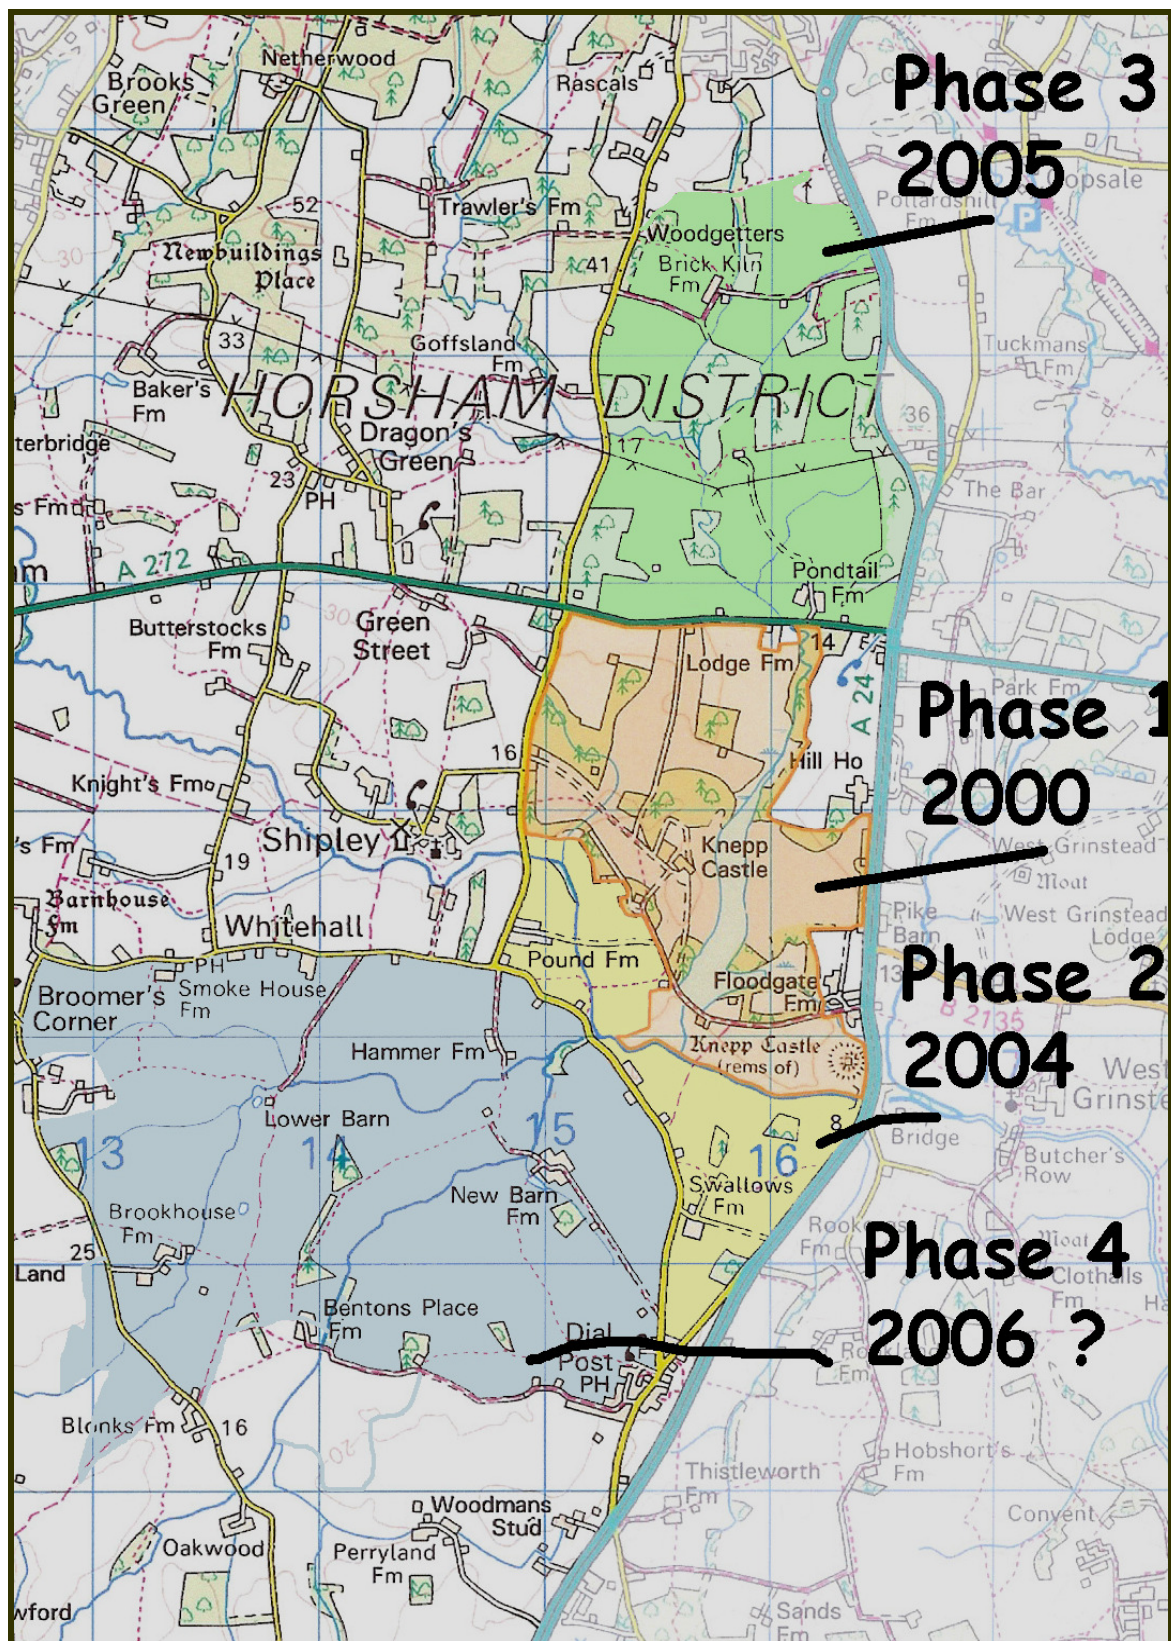 Netherwood
Brooks
Green
Rascals
Phase 3
2005
Copsale
Pollardshill
Fm
P
52
Trawler's Fm
Woodgetters
Newbuildings
Place
30
41
Brick Kiln
Fm
33
Goffsland
Fm
Tuckmans
Fm
Baker's
Fm
HORSHAM DISTRICT
36
Dragon's
Green
terbridge
17
23
PH
The Bar
s Fm
A 272
m
Pondtail
Fm
30
Butterstocks
Fm
Green
Street
14
Lodge Fm
A 24
Park Fm
Phase 1
2000
16
Hill Ho
Knight's Fm
Shipley
's Fm
19
Knepp
Castle
West Grinstead
Moat
Barnhouse
Fm
Whitehall
Pike
Barn
West Grinstead
Lodge
PH
Pound Fm
13
Phase 2
2004
Smoke House
Fm
Broomer's
Corner
Floodgate
Fm
B 2135
Hammer Fm
Knepp Castle
(rems of)
West
Grinste
Lower Barn
8
Bridge
13
14
15
16
Butcher's
Row
New Barn
Fm
Swallows
Fm
Brookhouse
Fm
Fm
Moat
Phase 4
2006 ?
25
Land
Clothalls
Fm
Ha
Bentons Place
Fm
Dial
Post
PH
Fm
Blonks Fm
16
20
Hobshort's
Fm
Thistleworth
Fm
Woodmans
Stud
Convent
Oakwood
Perryland
Fm
wford
Sands
Fm